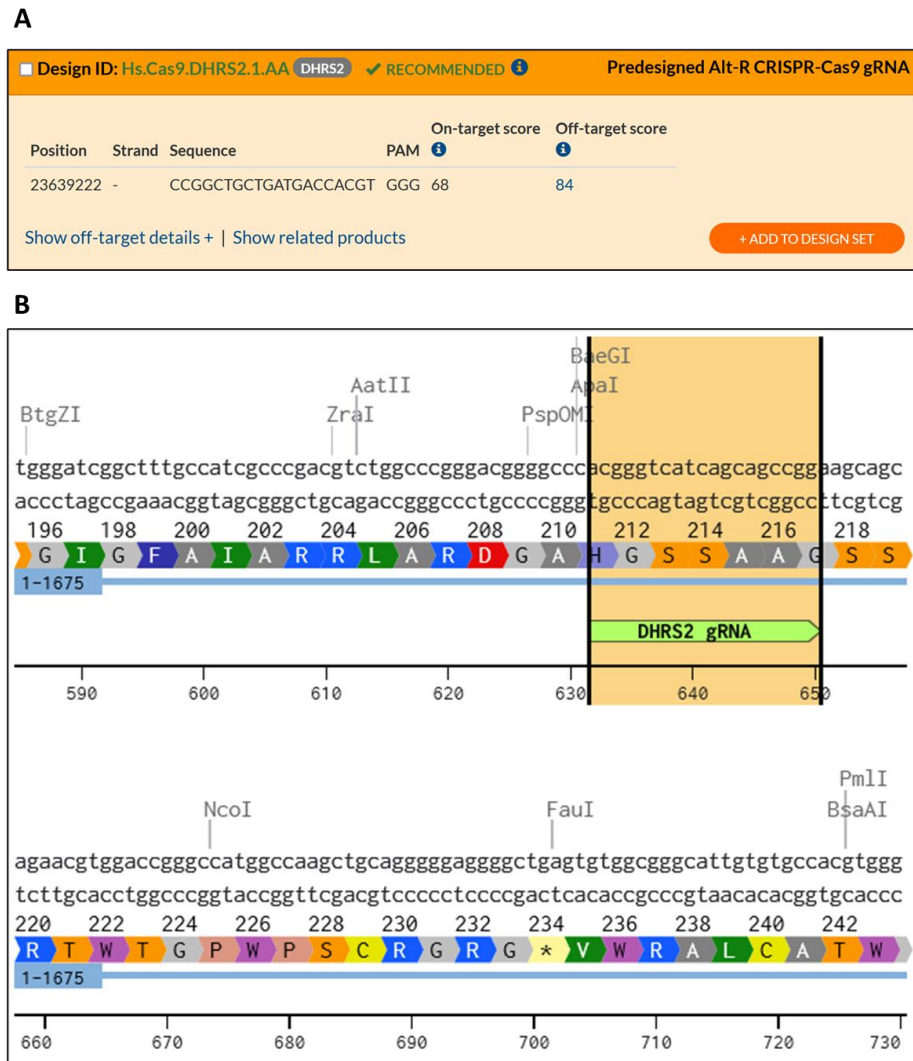 A
Design ID: Hs.Cas9.DHRS2.1.AA DHRS2 ✔ RECOMMENDED i Predesigned Alt-R CRISPR-Cas9 gRNA
On-target score Off-target score
Position Strand Sequence PAM i i
23639222 - CCGGCTGCTGATGACCACGT GGG 68 84
Show off-target details + | Show related products + ADD TO DESIGN SET
B
BaeGI
AatII ApaI
BtgZI ZraI PspOMI
tgggatcggctttgccatcgcccgacgtctggcccgggacggggcccacgggtcatcagcagccggaagcagc
accctagccgaaacggtagcgggctgcagaccgggccctgccccgggtgcccagtagtcgtcggccttcgtcg
196 198 200 202 204 206 208 210 212 214 216 218
G I G F A I A R R L A R D G A H G S S A A G S S
1-1675
DHRS2 gRNA
590 600 610 620 630 640 650
PmlI
NcoI FauI BsaAI
agaacgtggaccgggccatggccaagctgcagggggaggggctgagtgtggcgggcattgtgtgccacgtggg
tcttgcacctggcccggtaccggttcgacgtccccctccccgactcacaccgcccgtaacacacggtgcaccc
220 222 224 226 228 230 232 234 236 238 240 242
R T W T G P W P S C R G R G * V W R A L C A T W
1-1675
660 670 680 690 700 710 720 730